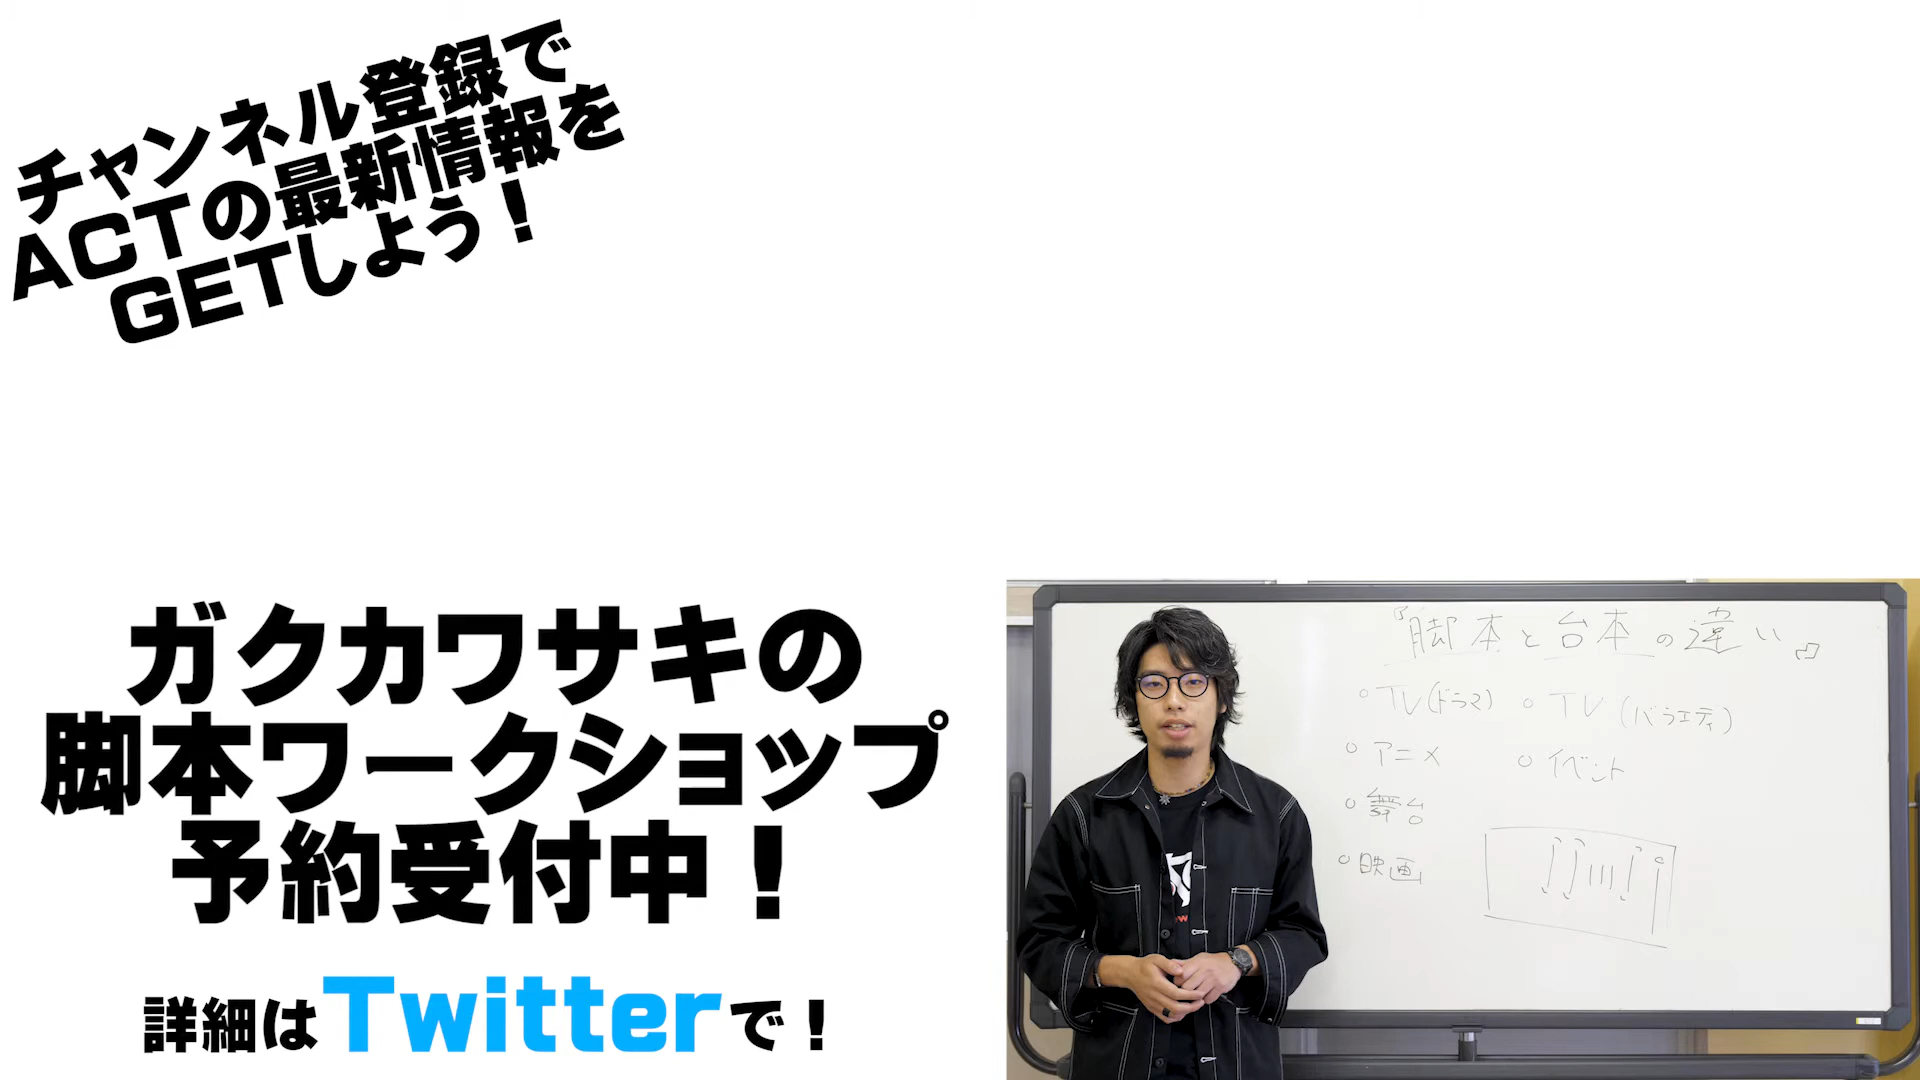 チャンネル登録で
ACTの最新情報を
GETしよう！
ガクカワサキの
脚本ワークショップ
予約受付中！
詳細はTwitterで！
『脚本と台本の違い』
○ TV(ドラマ) ○ TV (バラエティ)
○ アニメ ○ イベント
○ 舞台
○ 映画